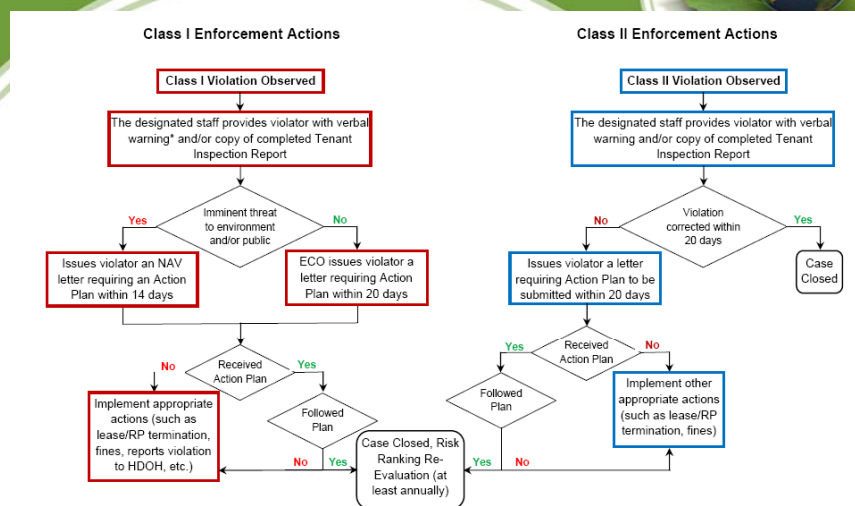 Class I Enforcement Actions
Class I Violation Observed
The designated staff provides violator with verbal
warning* and/or copy of completed Tenant
Inspection Report
Imminent threat
to environment
and/or public
Yes
No
Issues violator an NAV
letter requiring an Action
Plan within 14 days
ECO issues violator a
letter requiring Action
Plan within 20 days
Received
Action Plan
No
Yes
Implement appropriate
actions (such as
lease/RP termination,
fines, reports violation
to HDOH, etc.)
Followed
Plan
No
Yes
Case Closed, Risk
Ranking Re-
Evaluation (at
least annually)
Class II Enforcement Actions
Class II Violation Observed
The designated staff provides violator with verbal
warning and/or copy of completed Tenant
Inspection Report
Violation
corrected within
20 days
No
Yes
Case
Closed
Issues violator a letter
requiring Action Plan to be
submitted within 20 days
Received
Action Plan
Yes
No
Followed
Plan
Implement other
appropriate actions
(such as lease/RP
termination, fines)
Yes
No